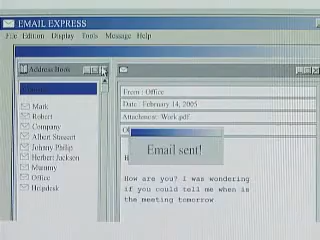 EMAIL EXPRESS
File Edition Display Tools Message Help
Address Book
Mark
Robert
Company
Albert Stassert
Johnny Philip
Herbert Jackson
Mummy
Office
Helpdesk
From : Office
Date: February 14, 2005
Attachment: Work.pdf
Email sent!
How are you? I was wondering
if you could tell me when is
the meeting tomorrow